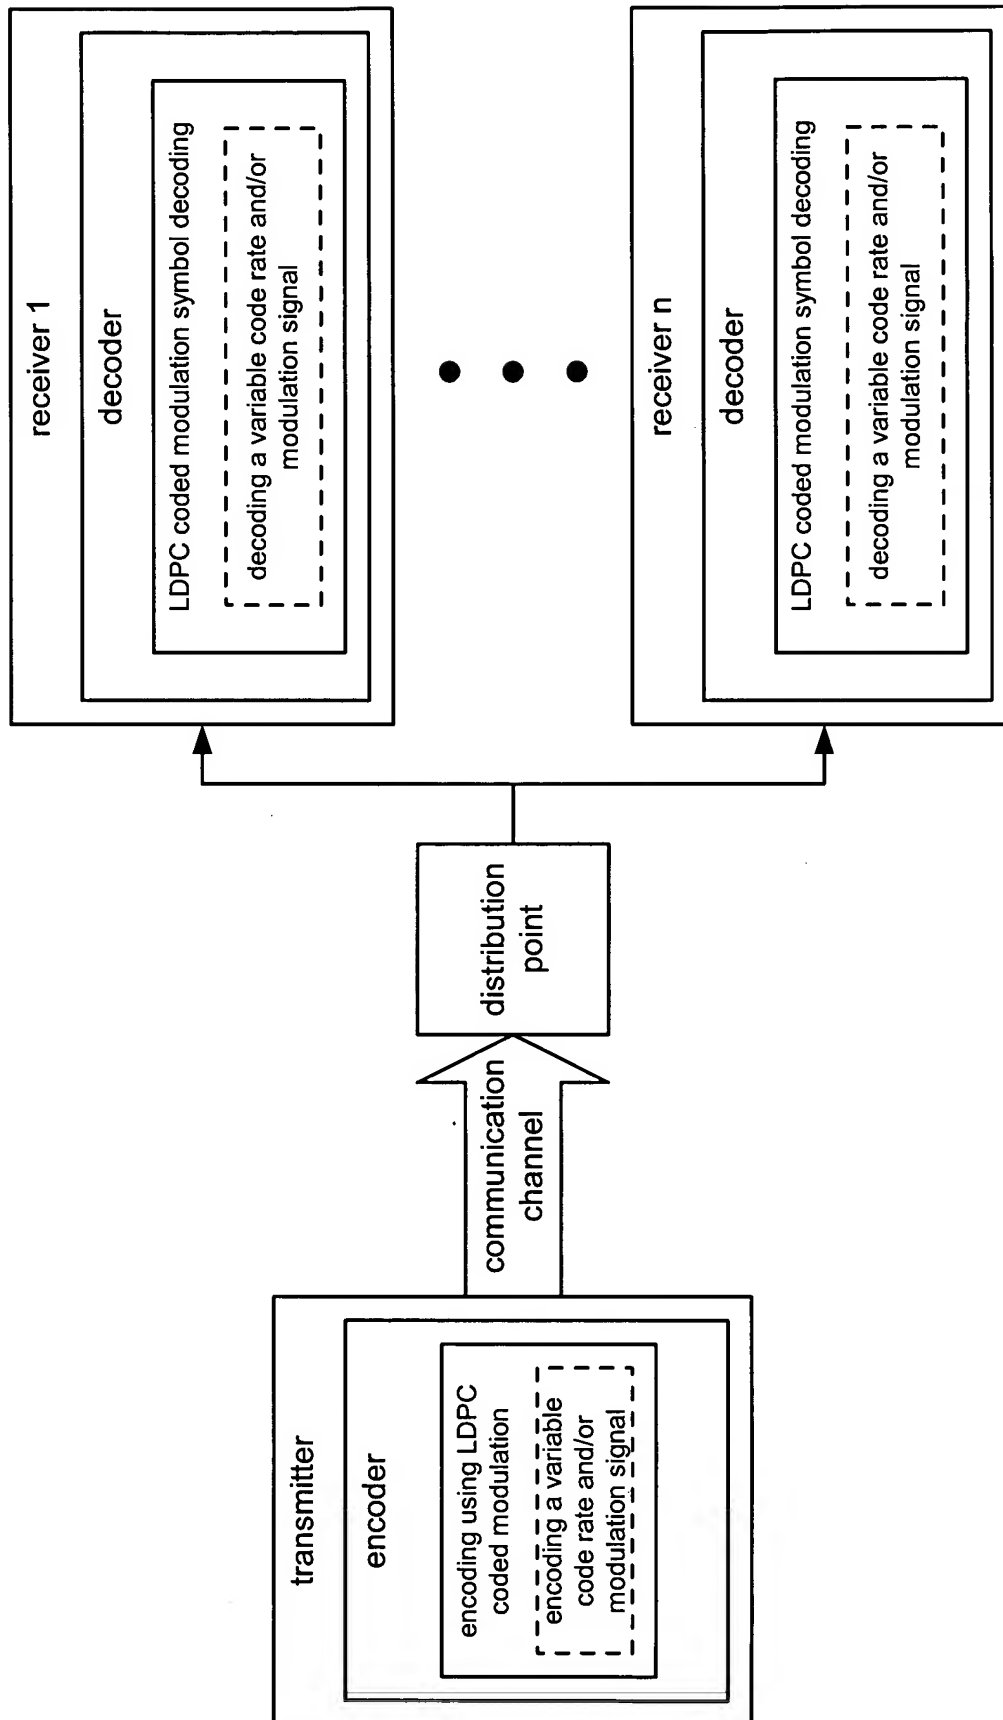 transmitter
encoder
encoding using LDPC
coded modulation
encoding a variable
code rate and/or
modulation signal
communication
channel
distribution
point
receiver 1
decoder
LDPC coded modulation symbol decoding
decoding a variable code rate and/or
modulation signal
receiver n
decoder
LDPC coded modulation symbol decoding
decoding a variable code rate and/or
modulation signal